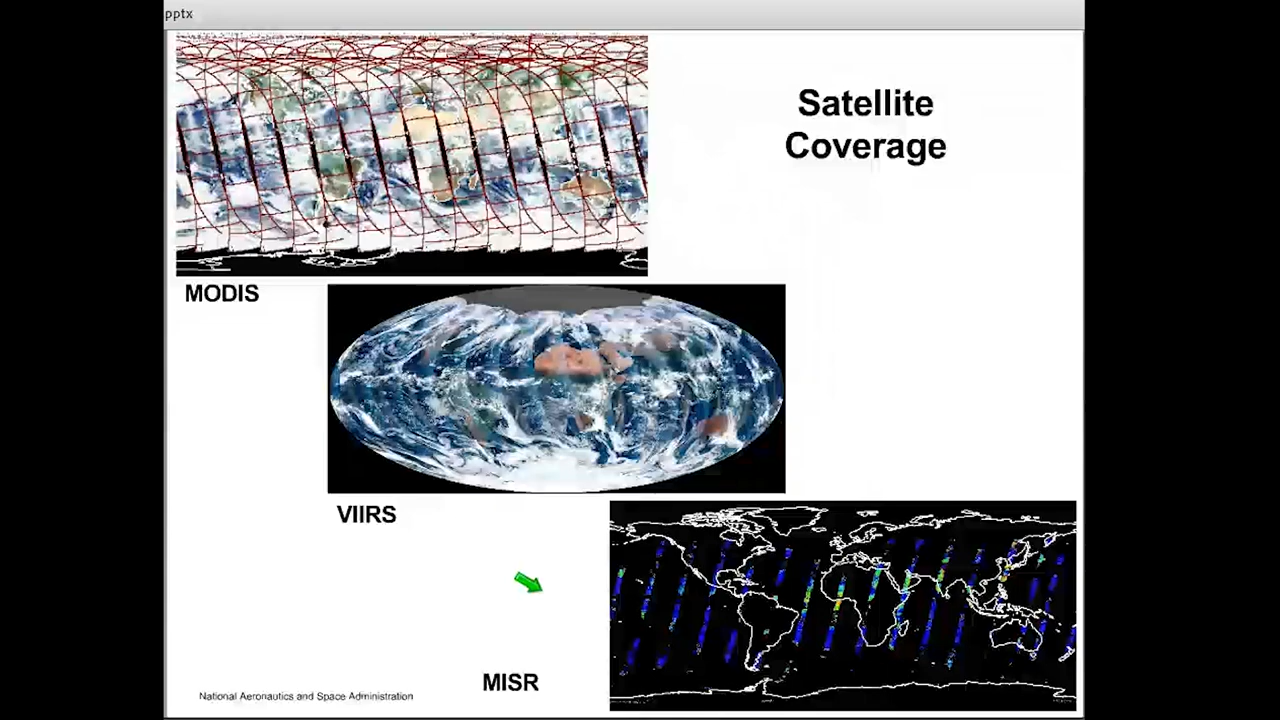 pptx
Satellite
Coverage
MODIS
VIIRS
MISR
National Aeronautics and Space Administration